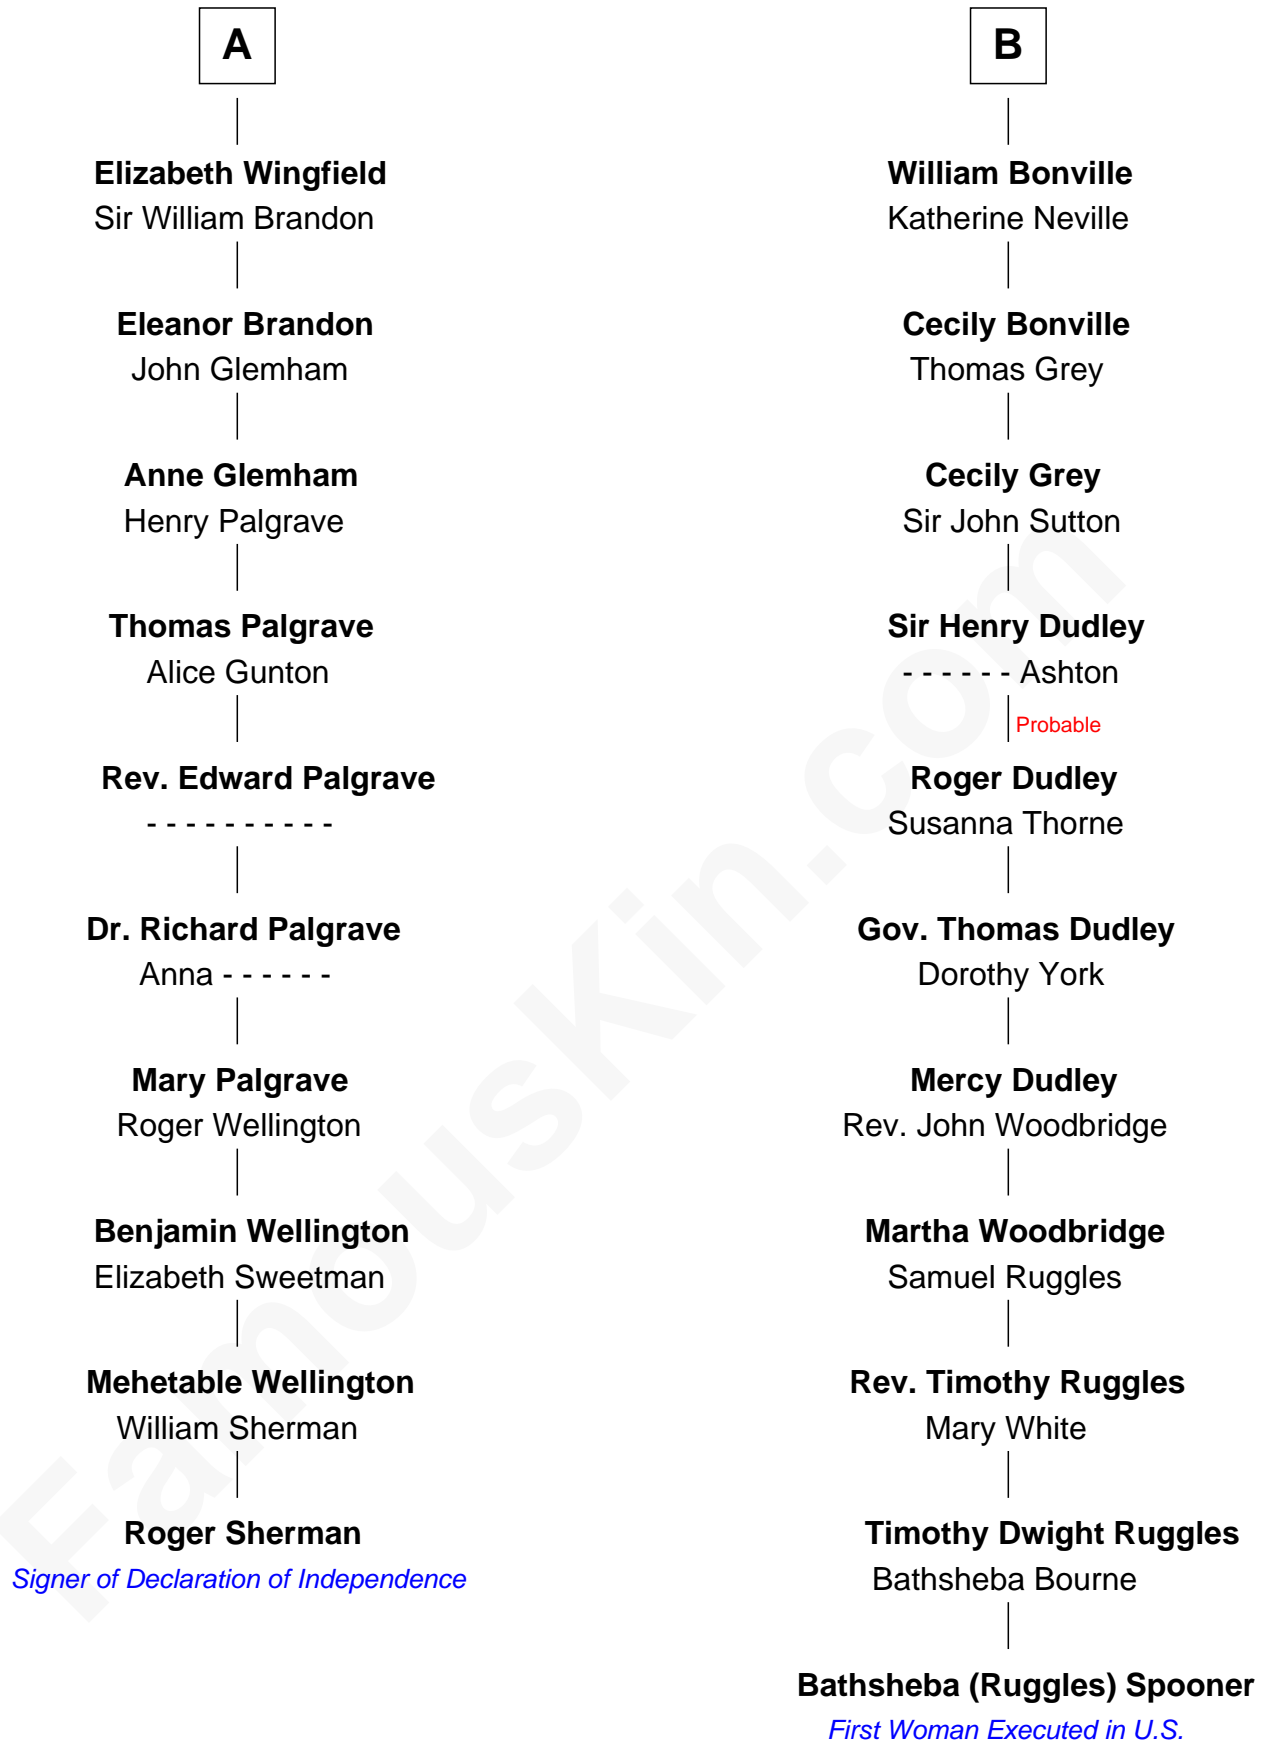 A
Elizabeth Wingfield
Sir William Brandon
Eleanor Brandon
John Glemham
Anne Glemham
Henry Palgrave
Thomas Palgrave
Alice Gunton
Rev. Edward Palgrave
- - - - - - - - - -
Dr. Richard Palgrave
Anna - - - - - -
Mary Palgrave
Roger Wellington
Benjamin Wellington
Elizabeth Sweetman
Mehetable Wellington
William Sherman
Roger Sherman
Signer of Declaration of Independence
B
William Bonville
Katherine Neville
Cecily Bonville
Thomas Grey
Cecily Grey
Sir John Sutton
Sir Henry Dudley
- - - - - - Ashton
Probable
Roger Dudley
Susanna Thorne
Gov. Thomas Dudley
Dorothy York
Mercy Dudley
Rev. John Woodbridge
Martha Woodbridge
Samuel Ruggles
Rev. Timothy Ruggles
Mary White
Timothy Dwight Ruggles
Bathsheba Bourne
Bathsheba (Ruggles) Spooner
First Woman Executed in U.S.
FamousKin.com